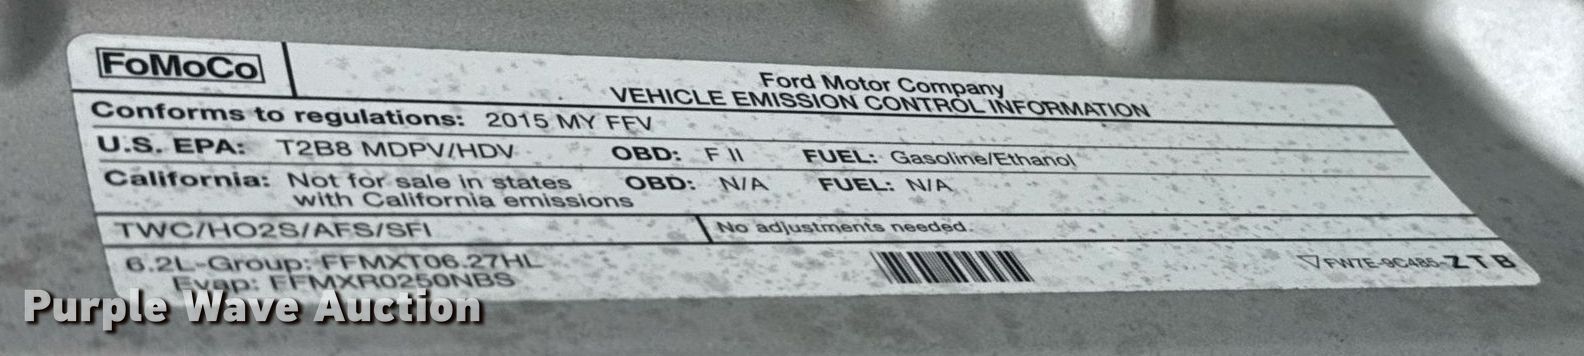 FoMoCo
Ford Motor Company
VEHICLE EMISSION CONTROL INFORMATION
Conforms to regulations: 2015 MY FFV
U.S. EPA: T2B8 MDPV/HDV OBD: F II FUEL: Gasoline/Ethanol
California: Not for sale in states OBD: N/A FUEL: N/A
with California emissions
TWC/HO2S/AFS/SFI No adjustments needed.
6.2L-Group: FFMXT06.27HL
Evap: FFMXR0250NBS
FW7E-9C485-ZTB
Purple Wave Auction